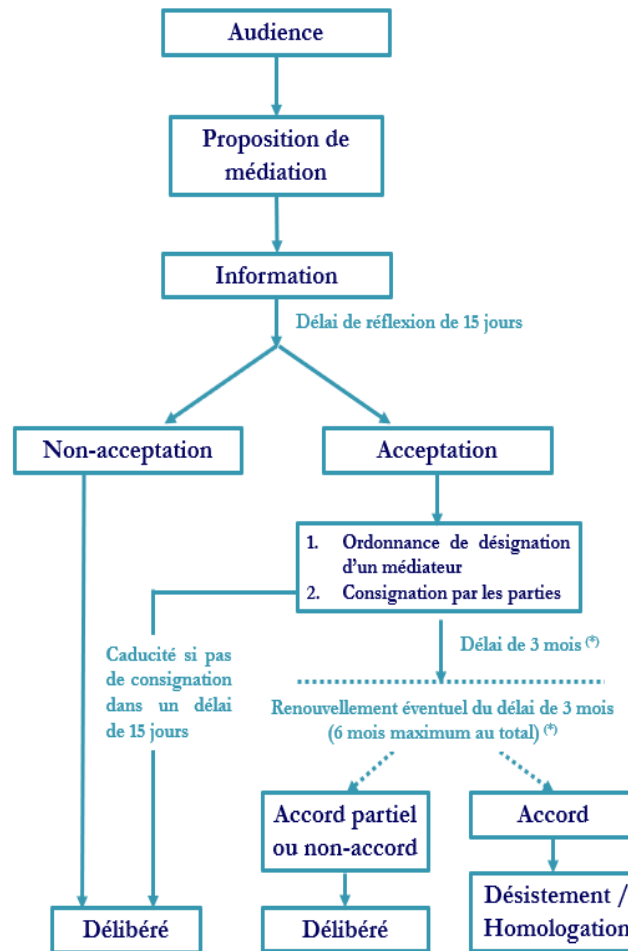 Audience
Proposition de
médiation
Information
Délai de réflexion de 15 jours
Non-acceptation
Acceptation
1. Ordonnance de désignation
d'un médiateur
2. Consignation par les parties
Caducité si pas
de consignation
dans un délai
de 15 jours
Délai de 3 mois (*)
Renouvellement éventuel du délai de 3 mois
(6 mois maximum au total) (*)
Accord partiel
ou non-accord
Accord
Délibéré
Délibéré
Désistement /
Homologation